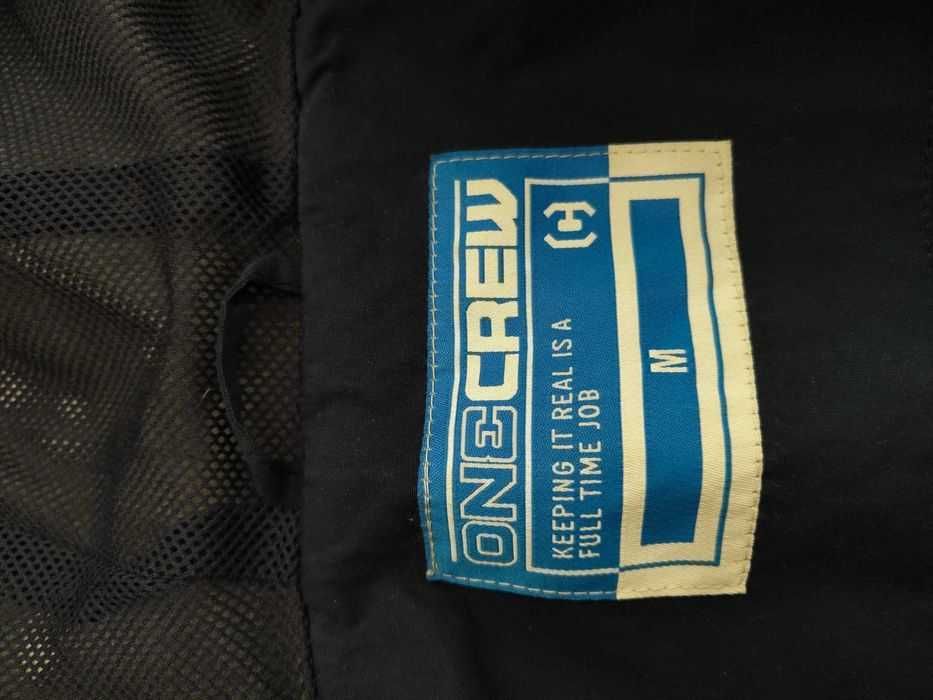 ONECREW
KEEPING IT REAL IS A
FULL TIME JOB
M